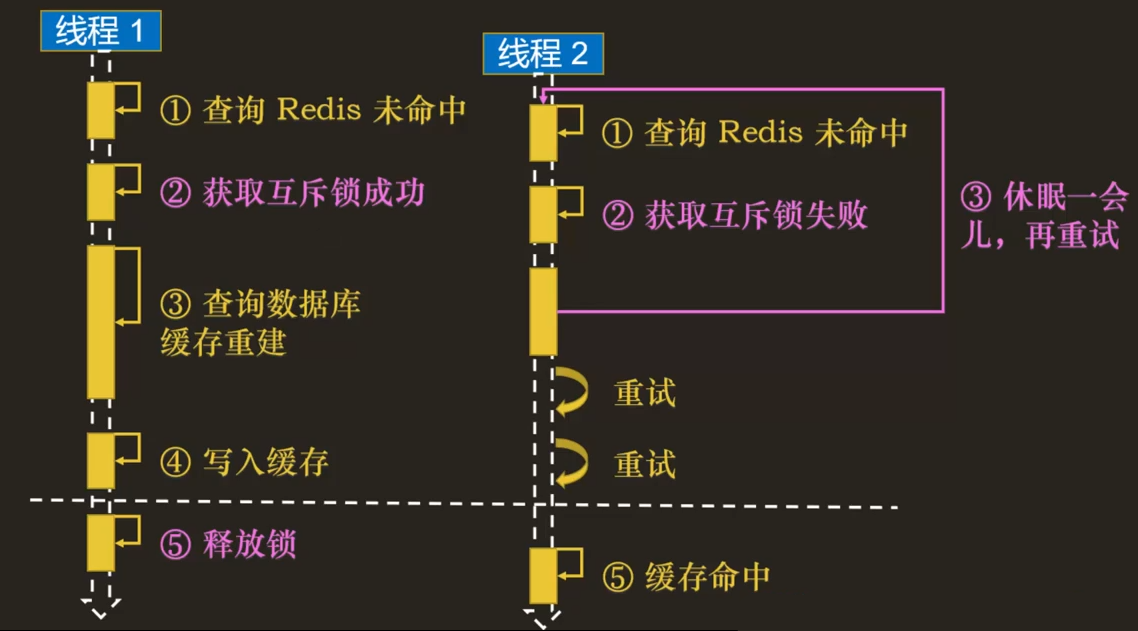 线程 1
① 查询 Redis 未命中
② 获取互斥锁成功
③ 查询数据库
缓存重建
④ 写入缓存
⑤ 释放锁
线程 2
① 查询 Redis 未命中
② 获取互斥锁失败
③ 休眠一会
儿，再重试
重试
重试
⑤ 缓存命中